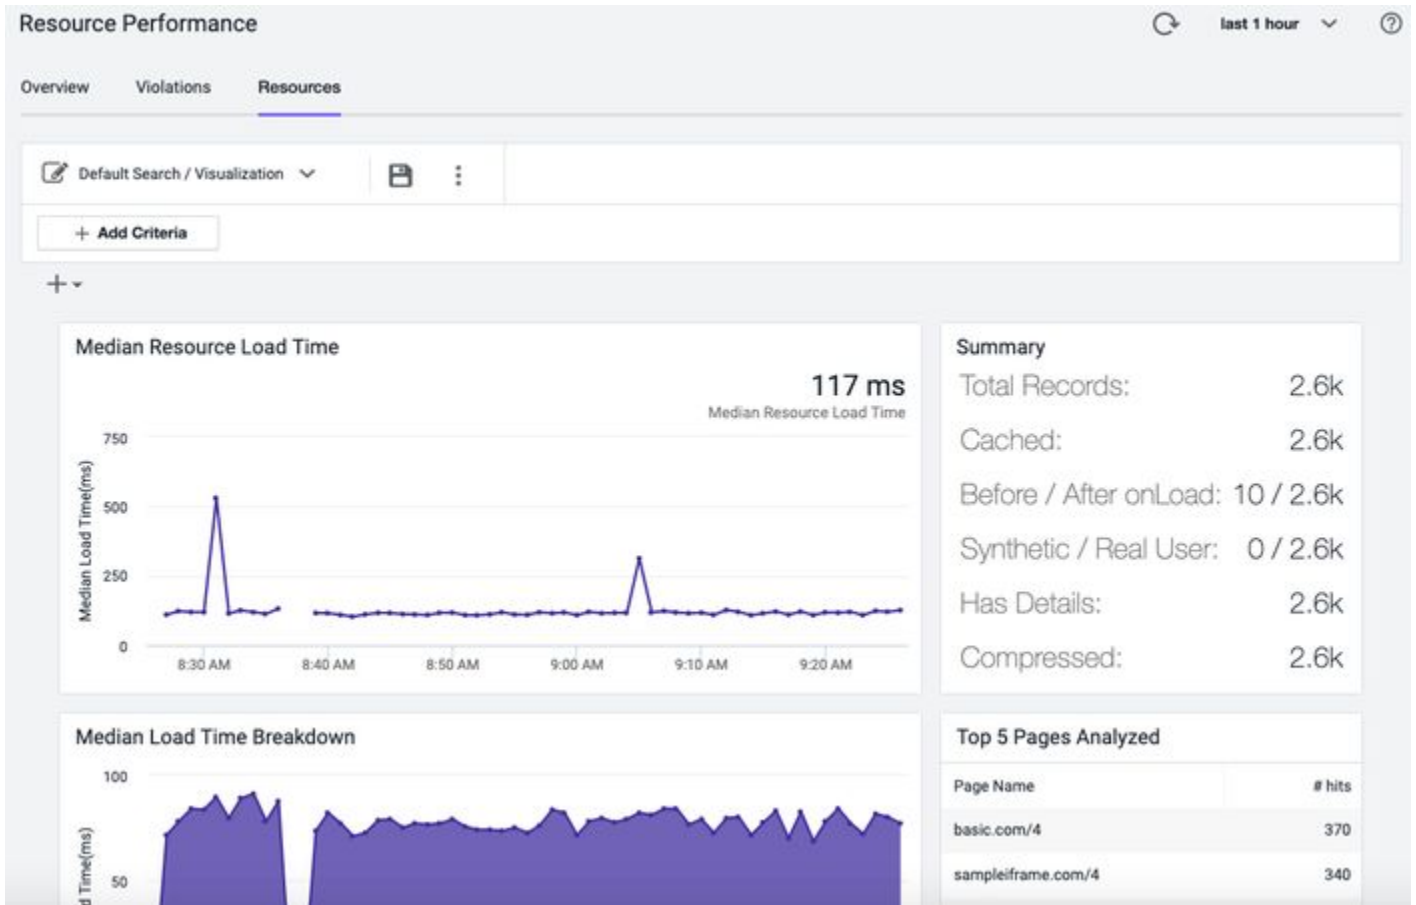 Resource Performance
last 1 hour
Overview Violations Resources
Default Search / Visualization
+ Add Criteria
Median Resource Load Time
117 ms
Median Resource Load Time
Median Load Time(ms)
750
500
250
0
8:30 AM 8:40 AM 8:50 AM 9:00 AM 9:10 AM 9:20 AM
Summary
Total Records: 2.6k
Cached: 2.6k
Before / After onLoad: 10 / 2.6k
Synthetic / Real User: 0 / 2.6k
Has Details: 2.6k
Compressed: 2.6k
Median Load Time Breakdown
100
50
Time(ms)
Top 5 Pages Analyzed
Page Name # hits
basic.com/4 370
sampleiframe.com/4 340